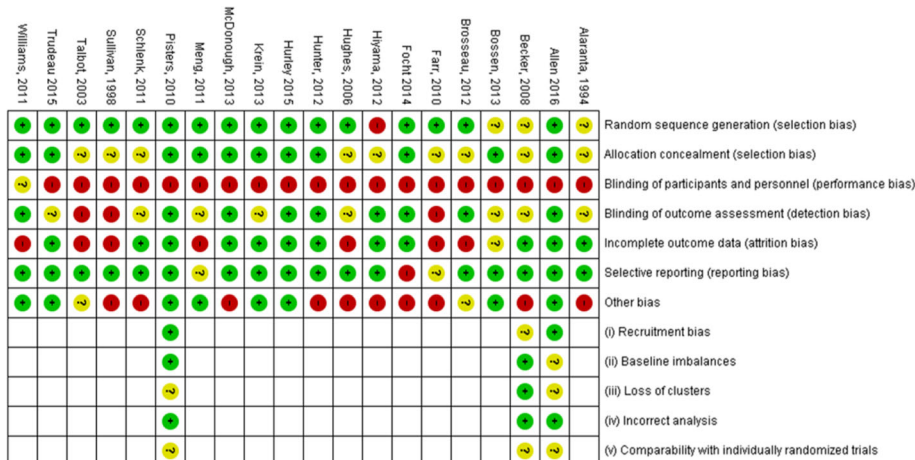 Williams, 2011
Trudeau 2015
Talbot, 2003
Sullivan, 1998
Schlenk, 2011
Pisters, 2010
Meng, 2011
McDonough, 2013
Krein, 2013
Hurley 2015
Hunter, 2012
Hughes, 2006
Hiyama, 2012
Focht 2014
Farr, 2010
Brosseau, 2012
Bossen, 2013
Becker, 2008
Allen 2016
Alaranta, 1994
+ + + + + + + + + + + + - + + + ? ? + ? Random sequence generation (selection bias)
+ + ? ? ? + + + + + + ? ? + ? ? + ? + ? Allocation concealment (selection bias)
? - - - - - - - - - - - - - - - - - - - Blinding of participants and personnel (performance bias)
+ ? - - ? + ? + ? + + ? + + - + ? ? + ? Blinding of outcome assessment (detection bias)
- + - - + + - + + + + - + + - - ? + + + Incomplete outcome data (attrition bias)
+ + + + + + ? + + + + + + - ? + + + + + Selective reporting (reporting bias)
+ + ? - - + + - + + - - - - - ? + - + - Other bias
+ ? + (i) Recruitment bias
+ + ? (ii) Baseline imbalances
? + ? (iii) Loss of clusters
+ + + (iv) Incorrect analysis
? ? ? (v) Comparability with individually randomized trials